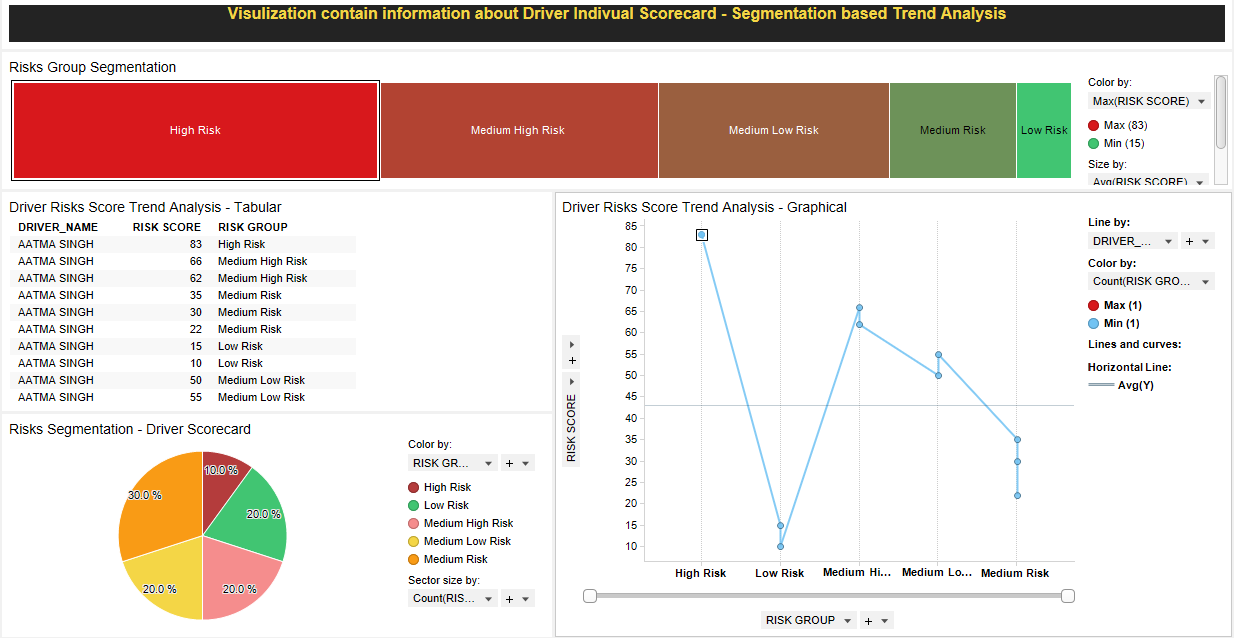 Visulization contain information about Driver Indivual Scorecard - Segmentation based Trend Analysis
Risks Group Segmentation
High Risk
Medium High Risk
Medium Low Risk
Medium Risk
Low Risk
Color by:
Max(RISK SCORE)
Max (83)
Min (15)
Size by:
Avg(RISK SCORE)
Driver Risks Score Trend Analysis - Tabular
DRIVER_NAME RISK SCORE RISK GROUP
AATMA SINGH 83 High Risk
AATMA SINGH 66 Medium High Risk
AATMA SINGH 62 Medium High Risk
AATMA SINGH 35 Medium Risk
AATMA SINGH 30 Medium Risk
AATMA SINGH 22 Medium Risk
AATMA SINGH 15 Low Risk
AATMA SINGH 10 Low Risk
AATMA SINGH 50 Medium Low Risk
AATMA SINGH 55 Medium Low Risk
Risks Segmentation - Driver Scorecard
10.0 %
20.0 %
20.0 %
20.0 %
30.0 %
Color by:
RISK GR... +
High Risk
Low Risk
Medium High Risk
Medium Low Risk
Medium Risk
Sector size by:
Count(RIS... +
Driver Risks Score Trend Analysis - Graphical
+
RISK SCORE
85
80
75
70
65
60
55
50
45
40
35
30
25
20
15
10
High Risk Low Risk Medium Hi... Medium Lo... Medium Risk
RISK GROUP +
Line by:
DRIVER_... +
Color by:
Count(RISK GRO...
Max (1)
Min (1)
Lines and curves:
Horizontal Line:
Avg(Y)